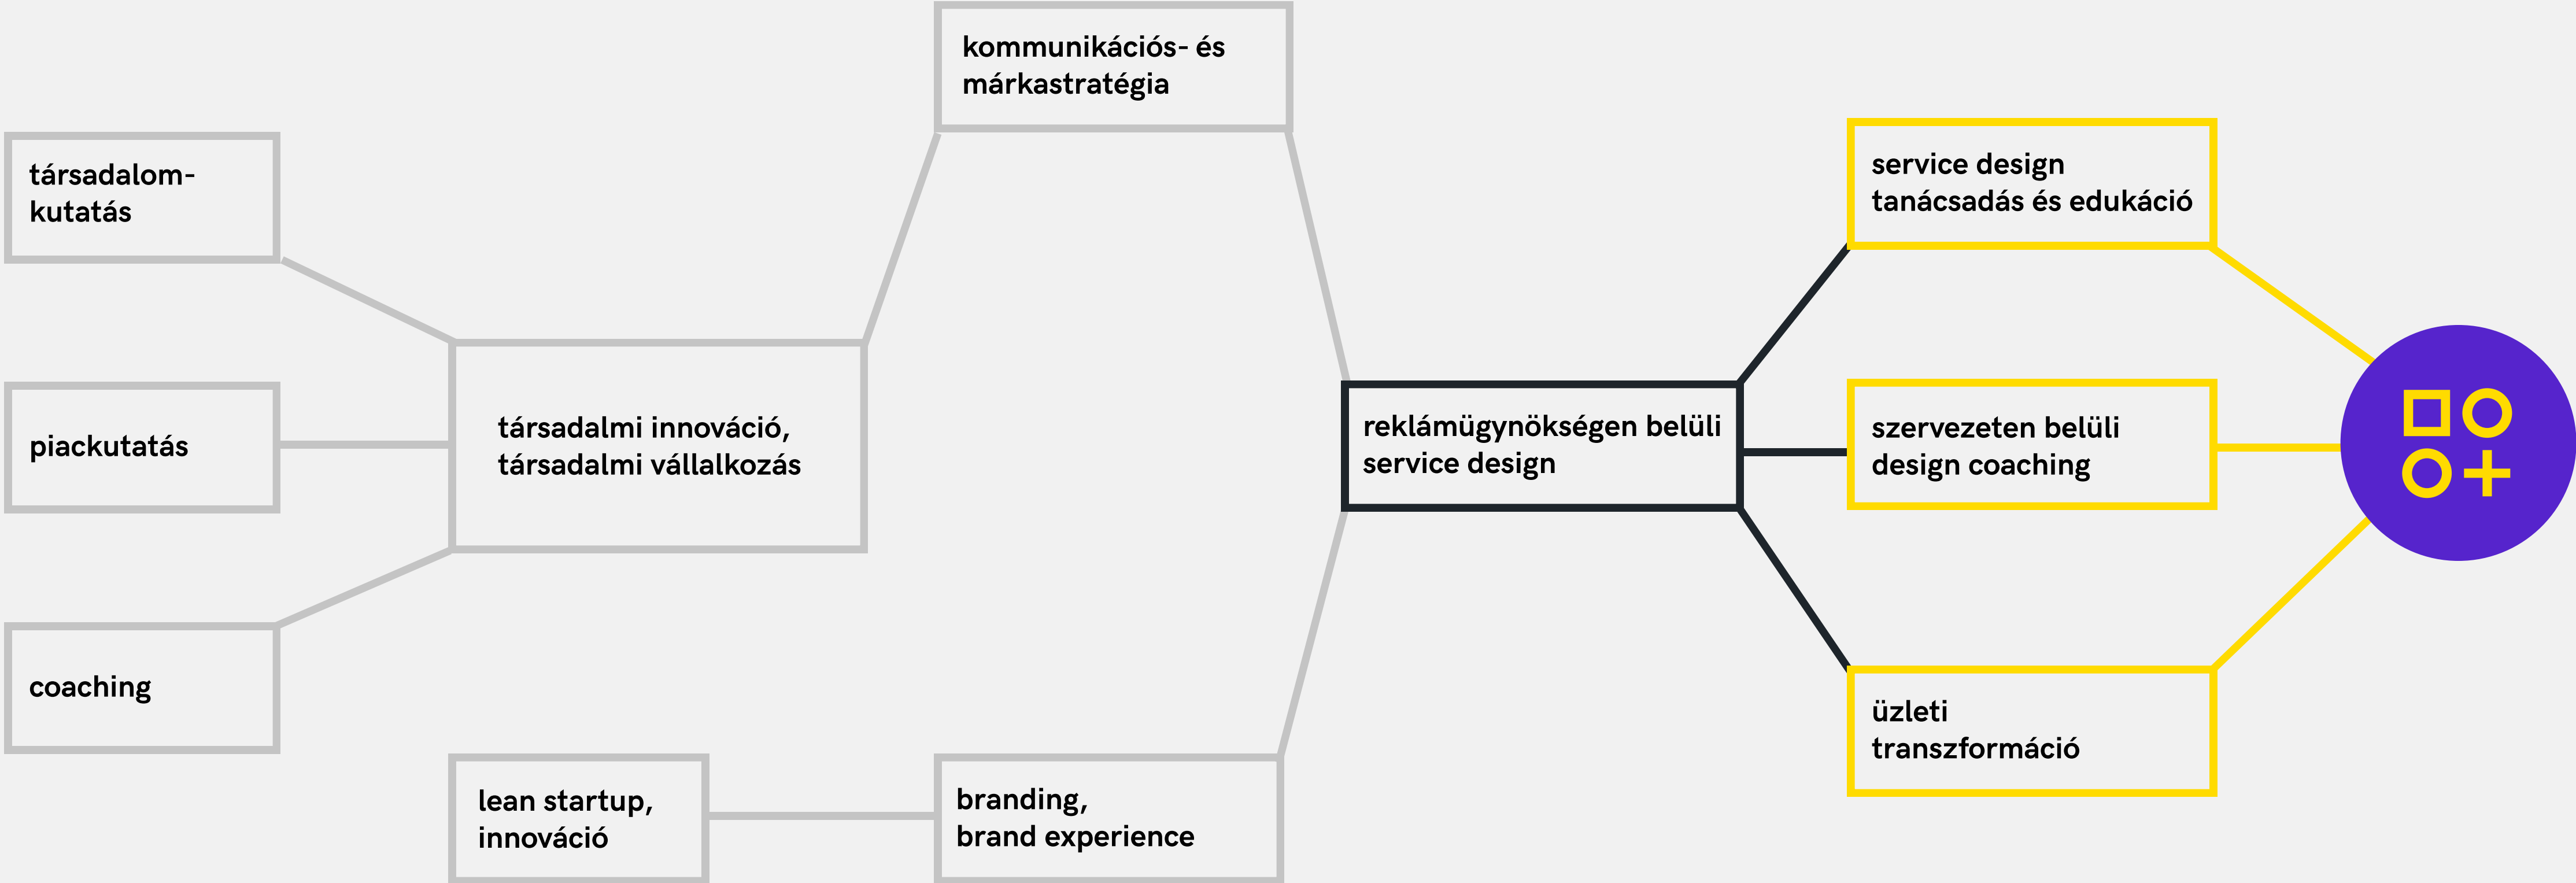 kommunikációs- és
márkastratégia
társadalom-
kutatás
service design
tanácsadás és edukáció
piackutatás
társadalmi innováció,
társadalmi vállalkozás
reklámügynökségen belüli
service design
szervezeten belüli
design coaching
coaching
üzleti
transzformáció
lean startup,
innováció
branding,
brand experience